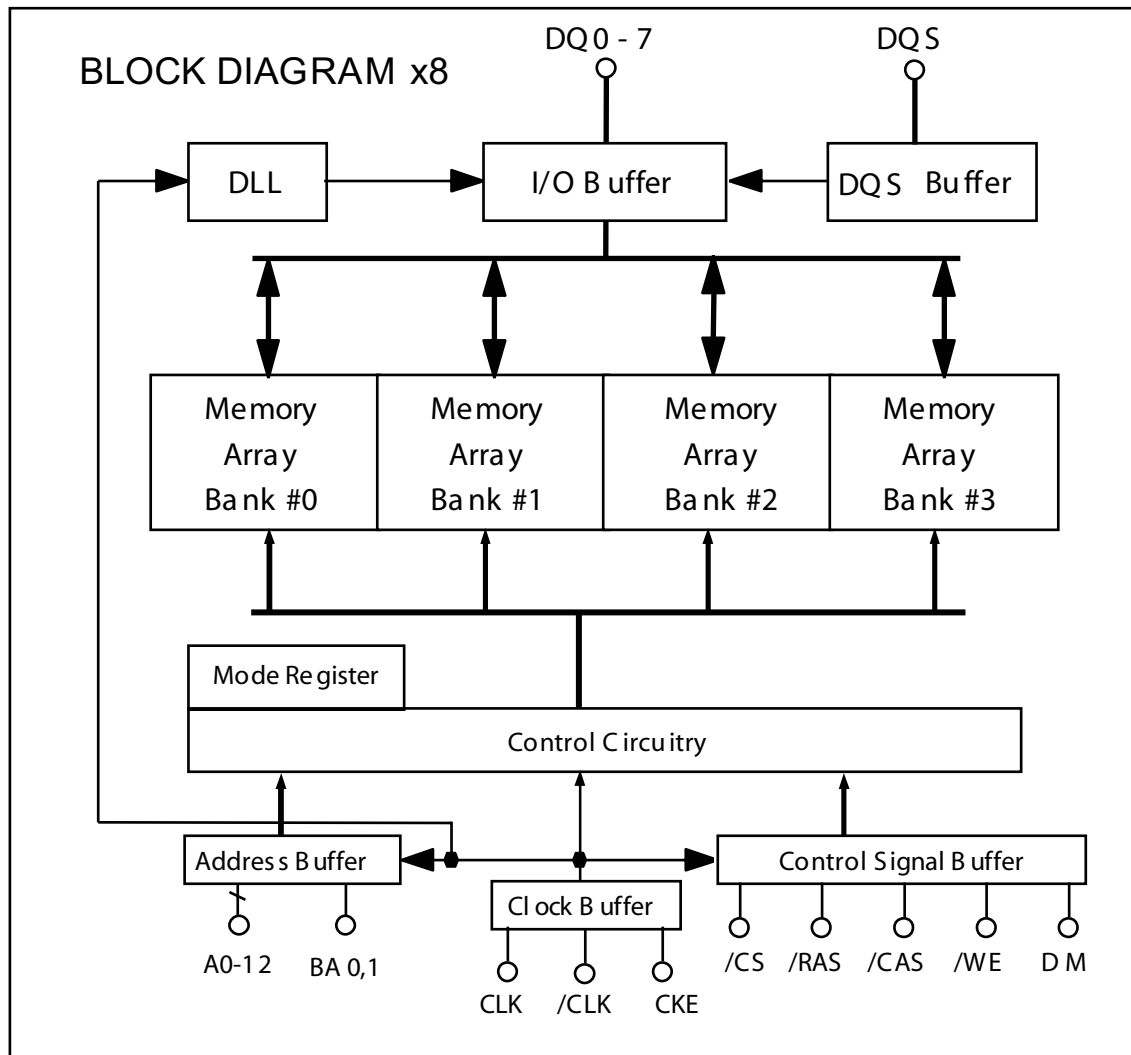 BLOCK DIAGRAM x8
DQ0 - 7
DQS
DLL
I/O Buffer
DQS Buffer
Memory
Array
Bank #0
Memory
Array
Bank #1
Memory
Array
Bank #2
Memory
Array
Bank #3
Mode Register
Control Circuitry
Address Buffer
Clock Buffer
Control Signal Buffer
A0-12
BA 0,1
CLK
/CLK
CKE
/CS
/RAS
/CAS
/WE
DM